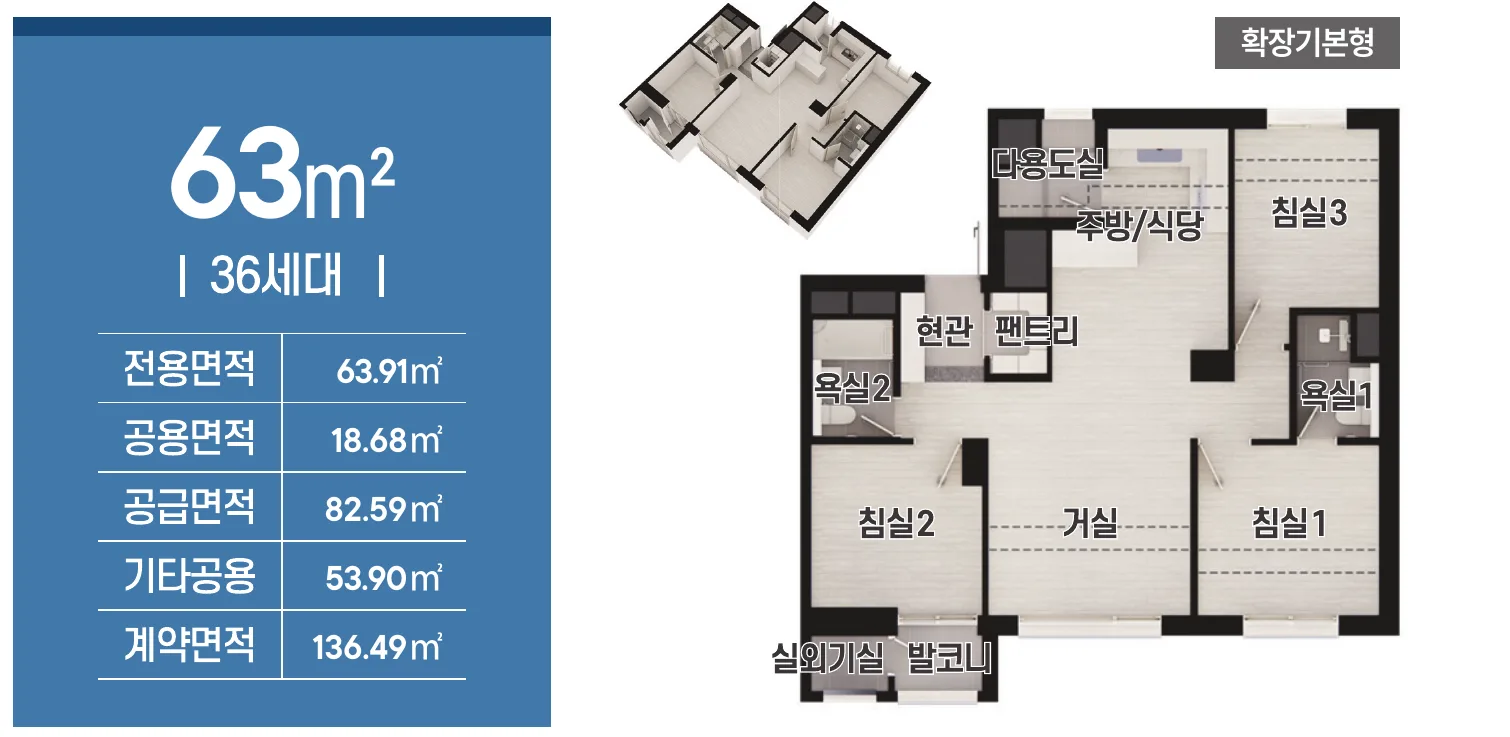 63m²
36세대
전용면적 63.91㎡
공용면적 18.68㎡
공급면적 82.59㎡
기타공용 53.90㎡
계약면적 136.49㎡
확장기본형
다용도실
주방/식당
침실3
현관 팬트리
욕실2
욕실1
침실2
거실
침실1
실외기실
발코니